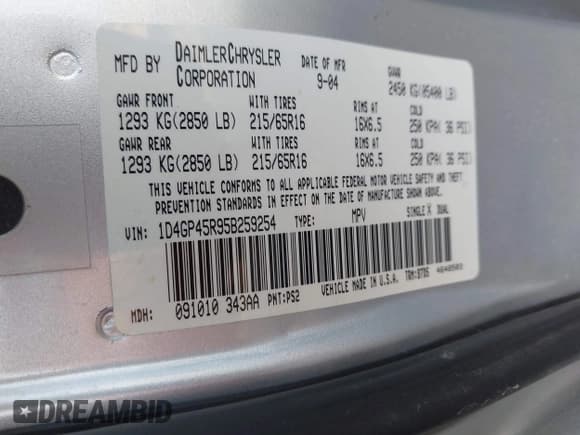 MFD BY DAIMLERCHRYSLER CORPORATION DATE OF MFR 9-04 GVWR 2450 KG(05400 LB)
GAWR FRONT WITH TIRES RIMS AT COLD
1293 KG(2850 LB) 215/65R16 16X6.5 250 KPA( 36 PSI)
GAWR REAR WITH TIRES RIMS AT COLD
1293 KG(2850 LB) 215/65R16 16X6.5 250 KPA( 36 PSI)
THIS VEHICLE CONFORMS TO ALL APPLICABLE FEDERAL MOTOR VEHICLE SAFETY AND THEFT
PREVENTION STANDARDS IN EFFECT ON THE DATE OF MANUFACTURE SHOWN ABOVE.
VIN: 1D4GP45R95B259254 TYPE: MPV SINGLE X DUAL
MDH: 091010 343AA PNT:PS2 VEHICLE MADE IN U.S.A. TRM:D7D5
DREAMBID